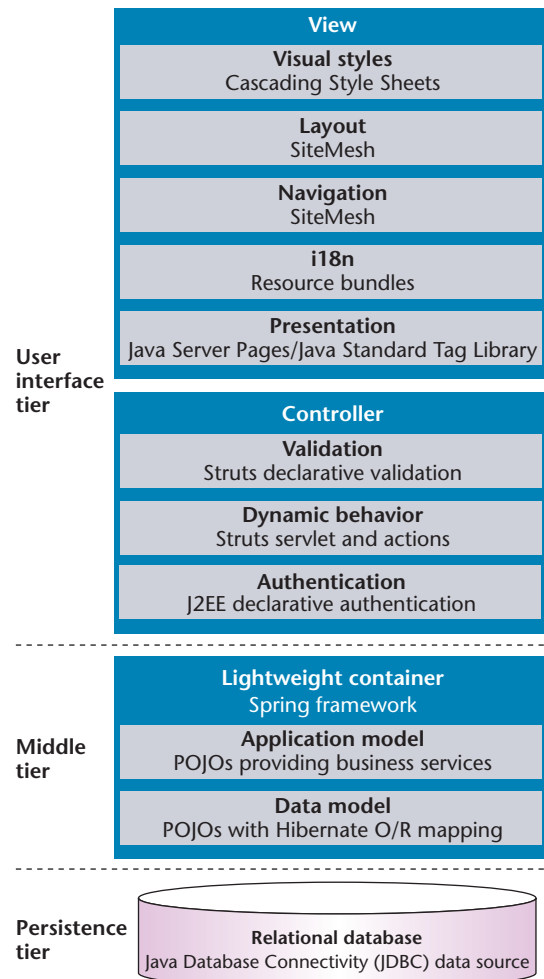 View
Visual styles
Cascading Style Sheets
Layout
SiteMesh
Navigation
SiteMesh
i18n
Resource bundles
Presentation
Java Server Pages/Java Standard Tag Library
User
interface
tier
Controller
Validation
Struts declarative validation
Dynamic behavior
Struts servlet and actions
Authentication
J2EE declarative authentication
Lightweight container
Spring framework
Middle
tier
Application model
POJOs providing business services
Data model
POJOs with Hibernate O/R mapping
Persistence
tier
Relational database
Java Database Connectivity (JDBC) data source